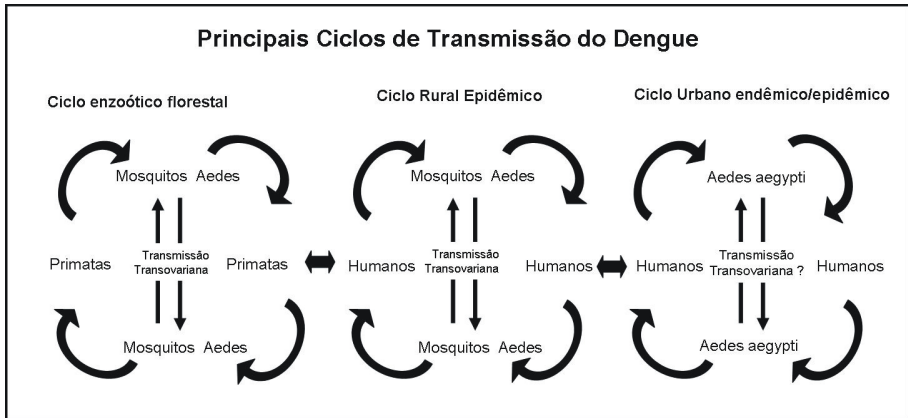 Principais Ciclos de Transmissão do Dengue
Ciclo enzoótico florestal
Mosquitos Aedes
Primatas
Transmissão
Transovariana
Primatas
Mosquitos Aedes
Ciclo Rural Epidêmico
Mosquitos Aedes
Humanos
Transmissão
Transovariana
Humanos
Mosquitos Aedes
Ciclo Urbano endêmico/epidêmico
Aedes aegypti
Humanos
Transmissão
Transovariana ?
Humanos
Aedes aegypti